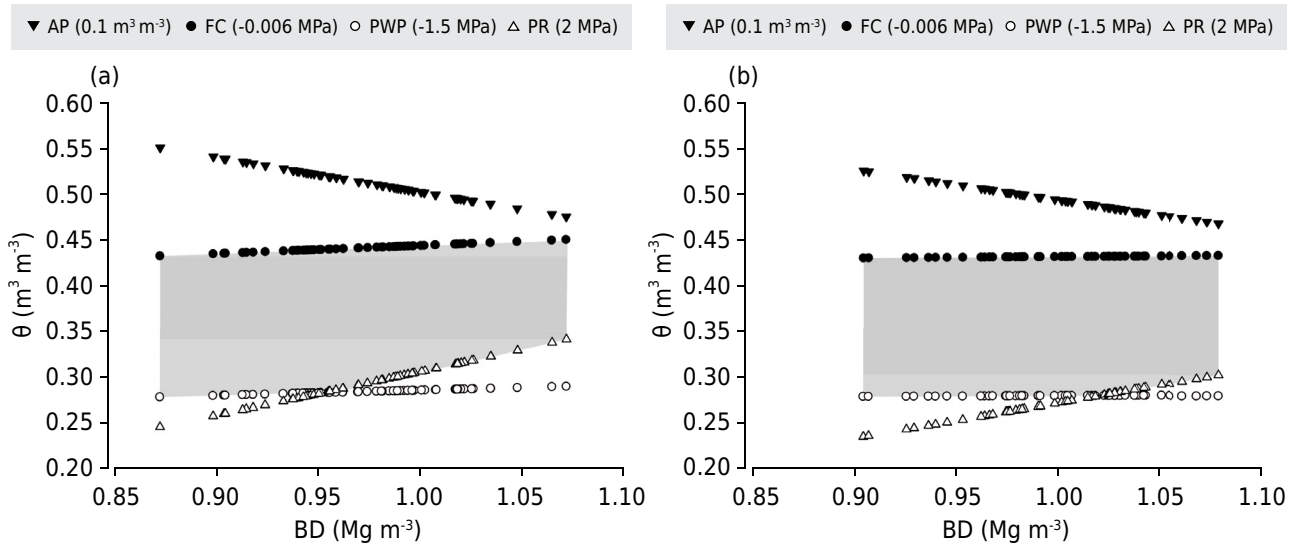 ▼ AP (0.1 m³ m⁻³) ● FC (-0.006 MPa) ○ PWP (-1.5 MPa) △ PR (2 MPa)
▼ AP (0.1 m³ m⁻³) ● FC (-0.006 MPa) ○ PWP (-1.5 MPa) △ PR (2 MPa)
(a)
0.60
0.55
0.50
0.45
0.40
0.35
0.30
0.25
0.20
θ (m³ m⁻³)
0.85 0.90 0.95 1.00 1.05 1.10
BD (Mg m⁻³)
(b)
0.60
0.55
0.50
0.45
0.40
0.35
0.30
0.25
0.20
θ (m³ m⁻³)
0.85 0.90 0.95 1.00 1.05 1.10
BD (Mg m⁻³)